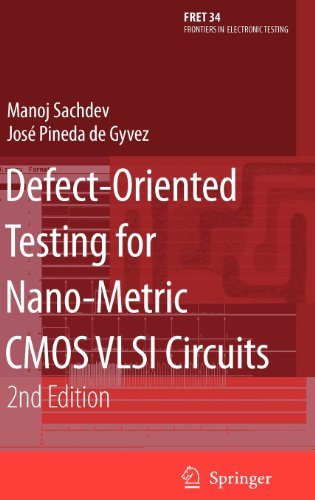 FRET 34
FRONTIERS IN ELECTRONIC TESTING
Manoj Sachdev
José Pineda de Gyvez
Defect-Oriented
Testing for
Nano-Metric
CMOS VLSI Circuits
2nd Edition
Springer